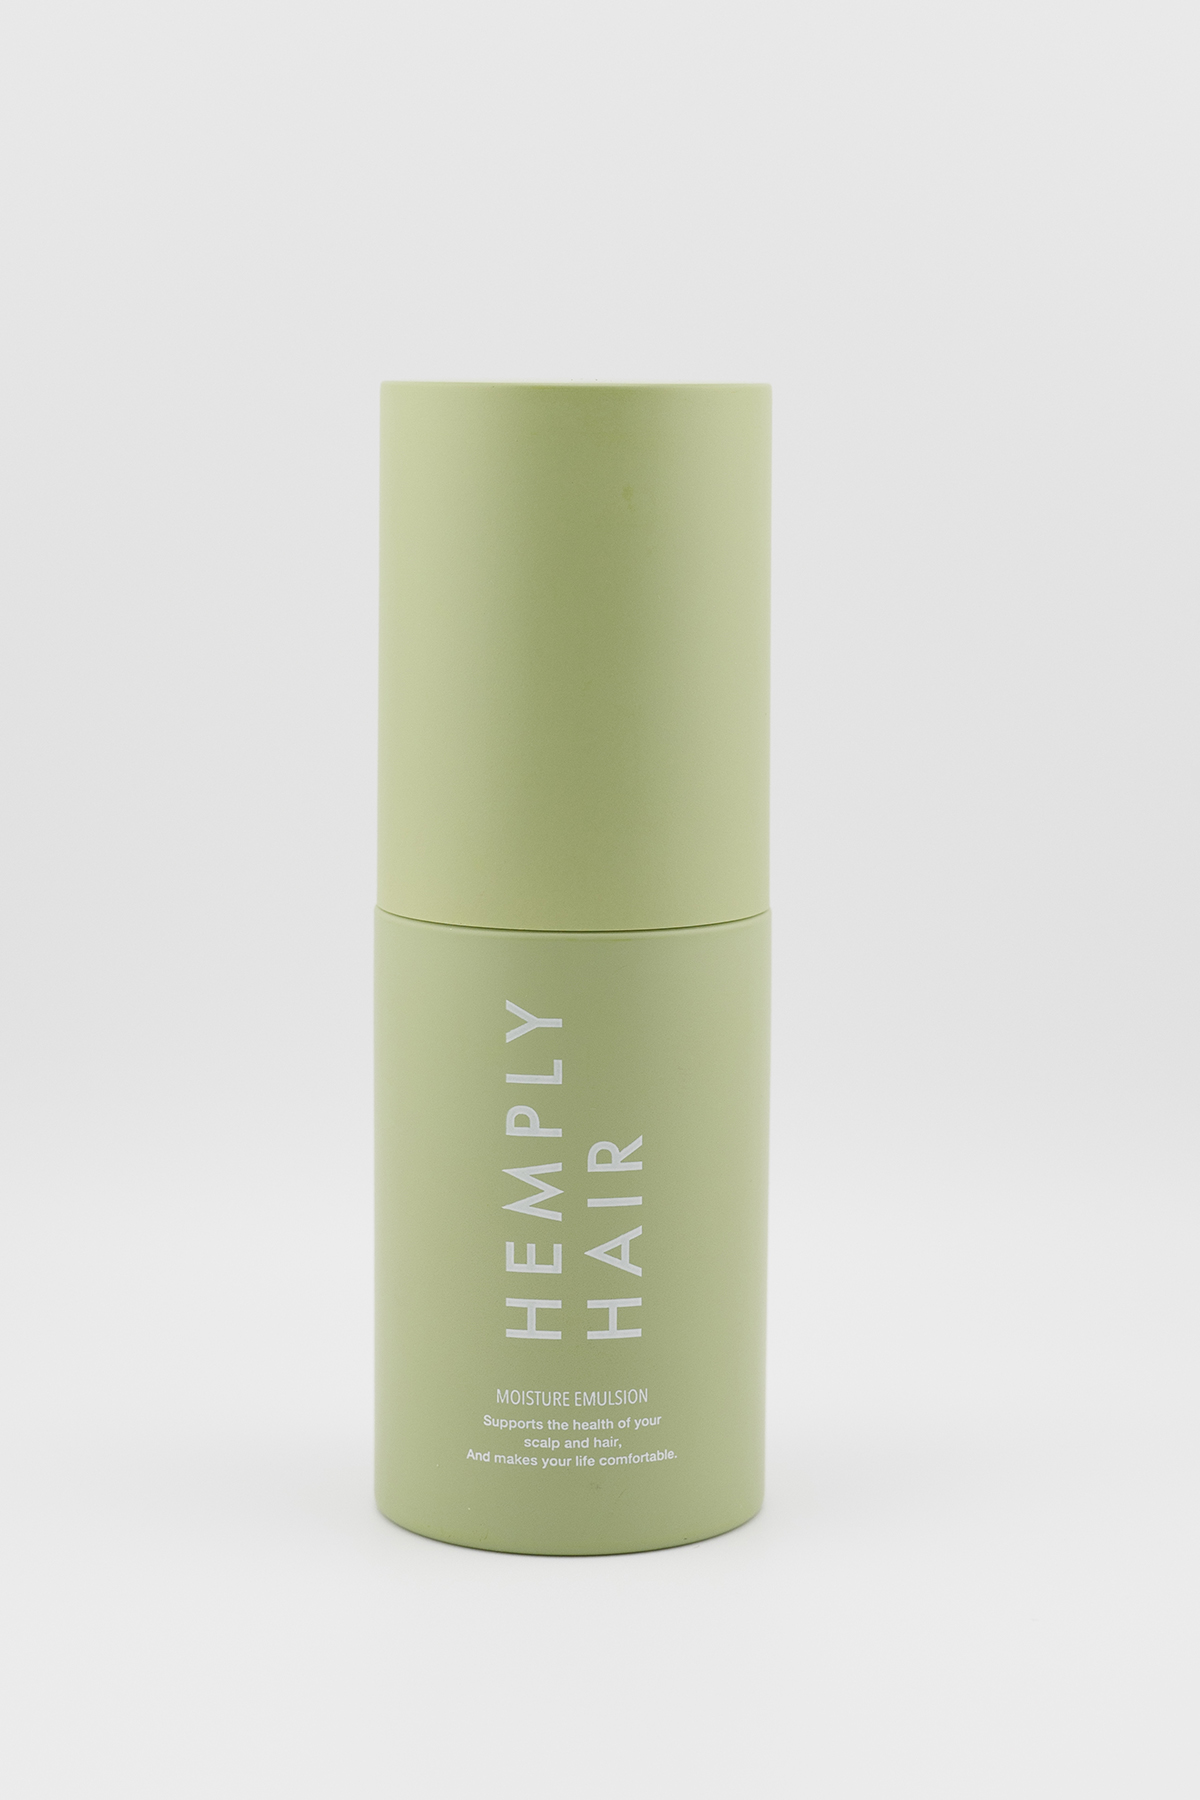 HEMPLY
HAIR
MOISTURE EMULSION
Supports the health of your
scalp and hair,
And makes your life comfortable.